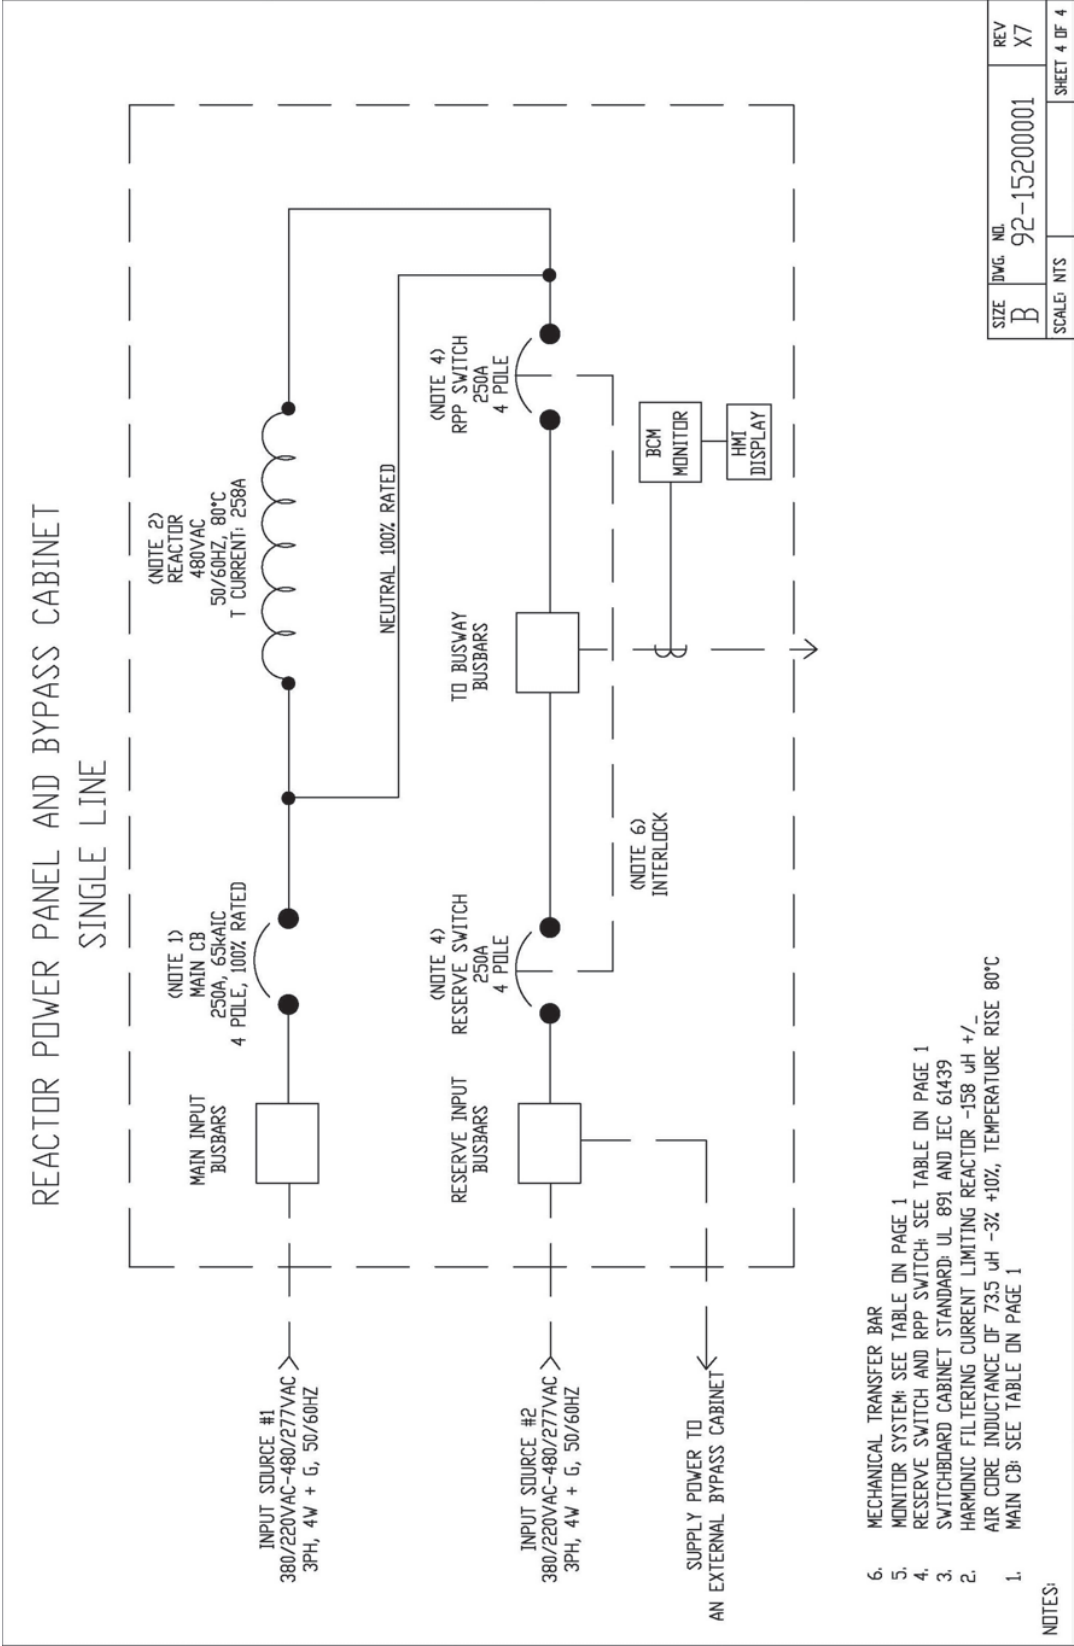 REACTOR POWER PANEL AND BYPASS CABINET
SINGLE LINE
(NOTE 1)
MAIN CB
250A, 65kAIC
4 POLE, 100% RATED
(NOTE 2)
REACTOR
480VAC
50/60HZ, 80°C
T CURRENT: 258A
MAIN INPUT
BUSBARS
INPUT SOURCE #1
380/220VAC-480/277VAC
3PH, 4W + G, 50/60HZ
NEUTRAL 100% RATED
RESERVE INPUT
BUSBARS
(NOTE 4)
RESERVE SWITCH
250A
4 POLE
TO BUSWAY
BUSBARS
(NOTE 4)
RPP SWITCH
250A
4 POLE
INPUT SOURCE #2
380/220VAC-480/277VAC
3PH, 4W + G, 50/60HZ
(NOTE 6)
INTERLOCK
BCM
MONITOR
HMI
DISPLAY
SUPPLY POWER TO
AN EXTERNAL BYPASS CABINET
6. MECHANICAL TRANSFER BAR
5. MONITOR SYSTEM: SEE TABLE ON PAGE 1
4. RESERVE SWITCH AND RPP SWITCH: SEE TABLE ON PAGE 1
3. SWITCHBOARD CABINET STANDARD: UL 891 AND IEC 61439
2. HARMONIC FILTERING CURRENT LIMITING REACTOR -158 uH +/_
AIR CORE INDUCTANCE OF 73.5 uH -3% +10%, TEMPERATURE RISE 80°C
1. MAIN CB: SEE TABLE ON PAGE 1
NOTES:
SIZE
B
DWG. NO.
92-15200001
REV
X7
SCALE: NTS
SHEET 4 OF 4